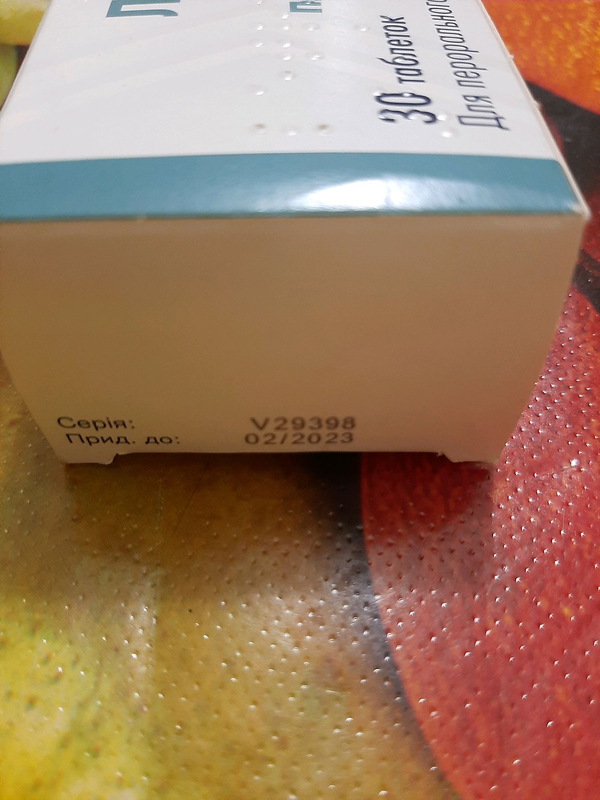 30 таблеток
Для перорального
Серія: V29398
Прид. до: 02/2023